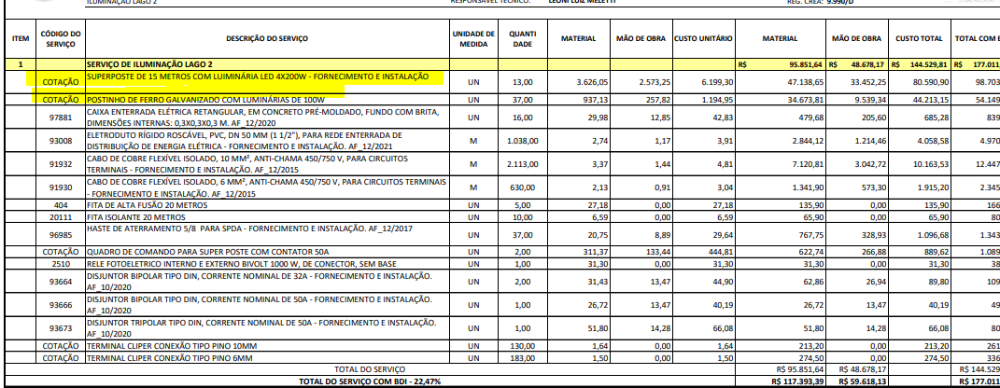 ILUMINAÇÃO LAGO 2 RESPONSÁVEL TÉCNICO: LEONI LUIZ MELETTI REG. CREA: 9.990/D
ITEM CÓDIGO DO SERVIÇO DESCRIÇÃO DO SERVIÇO UNIDADE DE MEDIDA QUANTI DADE MATERIAL MÃO DE OBRA CUSTO UNITÁRIO MATERIAL MÃO DE OBRA CUSTO TOTAL TOTAL COM
1 SERVIÇO DE ILUMINAÇÃO LAGO 2 R$ 95.851,64 R$ 48.678,17 R$ 144.529,81 R$ 177.011
COTAÇÃO SUPERPOSTE DE 15 METROS COM LUIMINÁRIA LED 4X200W - FORNECIMENTO E INSTALAÇÃO UN 13,00 3.626,05 2.573,25 6.199,30 47.138,65 33.452,25 80.590,90 98.703
COTAÇÃO POSTINHO DE FERRO GALVANIZADO COM LUMINÁRIAS DE 100W UN 37,00 937,13 257,82 1.194,95 34.673,81 9.539,34 44.213,15 54.149
97881 CAIXA ENTERRADA ELÉTRICA RETANGULAR, EM CONCRETO PRÉ-MOLDADO, FUNDO COM BRITA, DIMENSÕES INTERNAS: 0,3X0,3X0,3 M. AF_12/2020 UN 16,00 29,98 12,85 42,83 479,68 205,60 685,28 839
93008 ELETRODUTO RÍGIDO ROSCÁVEL, PVC, DN 50 MM (1 1/2"), PARA REDE ENTERRADA DE DISTRIBUIÇÃO DE ENERGIA ELÉTRICA - FORNECIMENTO E INSTALAÇÃO. AF_12/2021 M 1.038,00 2,74 1,17 3,91 2.844,12 1.214,46 4.058,58 4.970
91932 CABO DE COBRE FLEXÍVEL ISOLADO, 10 MM², ANTI-CHAMA 450/750 V, PARA CIRCUITOS TERMINAIS - FORNECIMENTO E INSTALAÇÃO. AF_12/2015 M 2.113,00 3,37 1,44 4,81 7.120,81 3.042,72 10.163,53 12.447
91930 CABO DE COBRE FLEXÍVEL ISOLADO, 6 MM², ANTI-CHAMA 450/750 V, PARA CIRCUITOS TERMINAIS - FORNECIMENTO E INSTALAÇÃO. AF_12/2015 M 630,00 2,13 0,91 3,04 1.341,90 573,30 1.915,20 2.345
404 FITA DE ALTA FUSÃO 20 METROS UN 5,00 27,18 0,00 27,18 135,90 0,00 135,90 166
20111 FITA ISOLANTE 20 METROS UN 10,00 6,59 0,00 6,59 65,90 0,00 65,90 80
96985 HASTE DE ATERRAMENTO 5/8 PARA SPDA - FORNECIMENTO E INSTALAÇÃO. AF_12/2017 UN 37,00 20,75 8,89 29,64 767,75 328,93 1.096,68 1.343
COTAÇÃO QUADRO DE COMANDO PARA SUPER POSTE COM CONTATOR 50A UN 2,00 311,37 133,44 444,81 622,74 266,88 889,62 1.089
2510 RELE FOTOELETRICO INTERNO E EXTERNO BIVOLT 1000 W, DE CONECTOR, SEM BASE UN 1,00 31,30 0,00 31,30 31,30 0,00 31,30 38
93664 DISJUNTOR BIPOLAR TIPO DIN, CORRENTE NOMINAL DE 32A - FORNECIMENTO E INSTALAÇÃO. AF_10/2020 UN 2,00 31,43 13,47 44,90 62,86 26,94 89,80 109
93666 DISJUNTOR BIPOLAR TIPO DIN, CORRENTE NOMINAL DE 50A - FORNECIMENTO E INSTALAÇÃO. AF_10/2020 UN 1,00 26,72 13,47 40,19 26,72 13,47 40,19 49
93673 DISJUNTOR TRIPOLAR TIPO DIN, CORRENTE NOMINAL DE 50A - FORNECIMENTO E INSTALAÇÃO. AF_10/2020 UN 1,00 51,80 14,28 66,08 51,80 14,28 66,08 80
COTAÇÃO TERMINAL CLIPER CONEXÃO TIPO PINO 10MM UN 130,00 1,64 0,00 1,64 213,20 0,00 213,20 261
COTAÇÃO TERMINAL CLIPER CONEXÃO TIPO PINO 6MM UN 183,00 1,50 0,00 1,50 274,50 0,00 274,50 336
TOTAL DO SERVIÇO R$ 95.851,64 R$ 48.678,17 R$ 144.529
TOTAL DO SERVIÇO COM BDI - 22,47% R$ 117.393,39 R$ 59.618,13 R$ 177.011